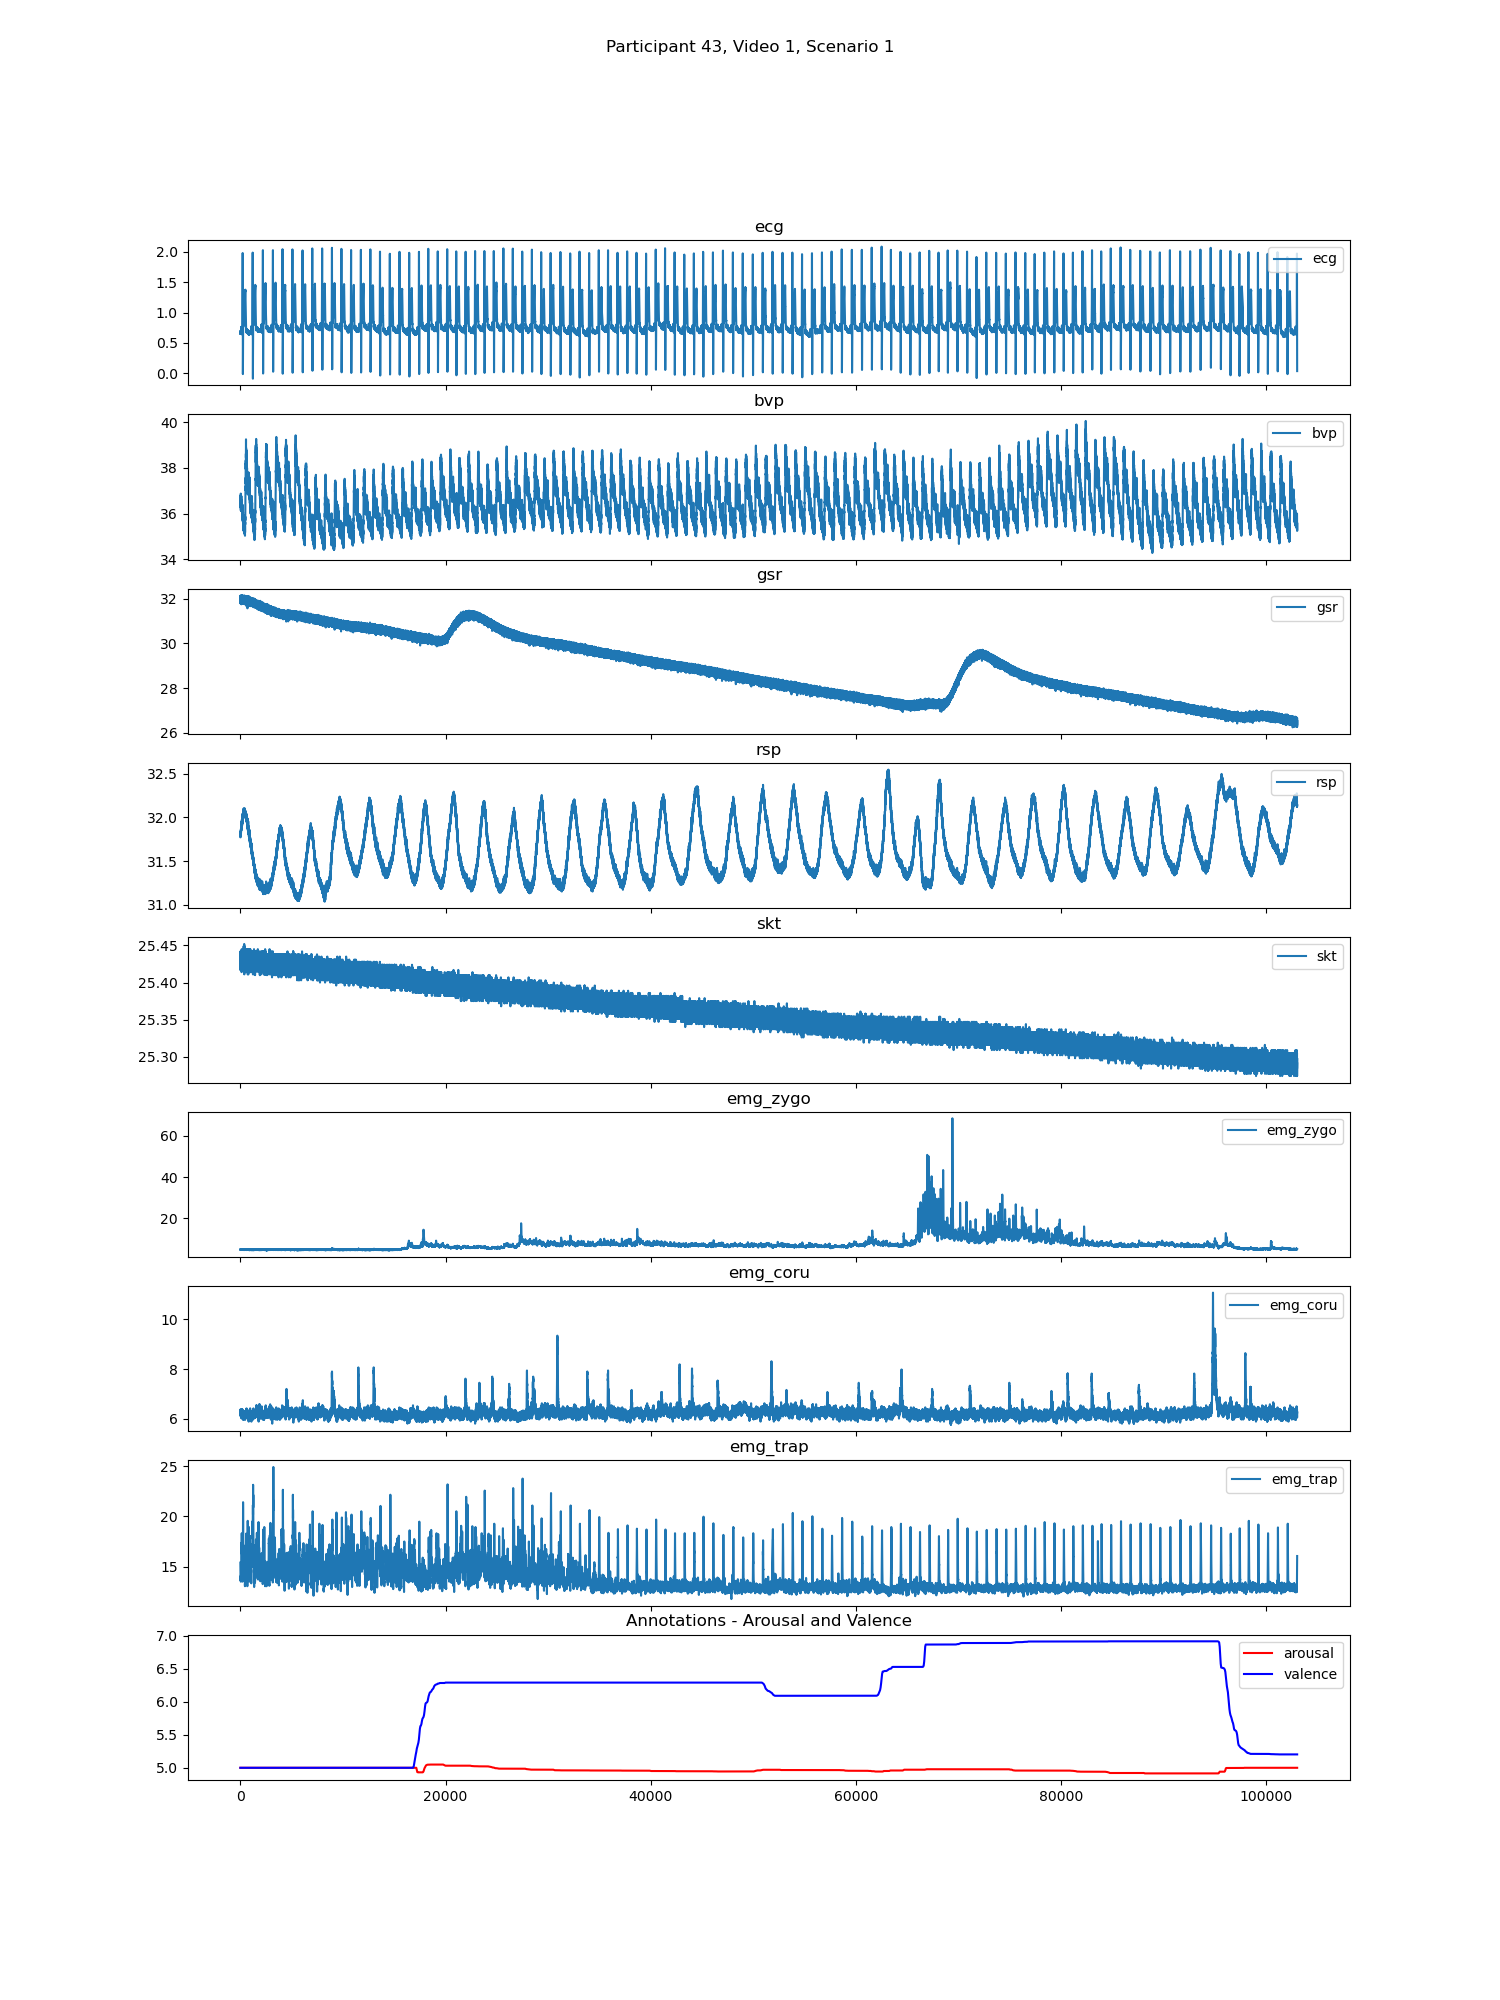 Participant 43, Video 1, Scenario 1
ecg
2.0
1.5
1.0
0.5
0.0
ecg
bvp
40
38
36
34
bvp
gsr
32
30
28
26
gsr
rsp
32.5
32.0
31.5
31.0
rsp
skt
25.45
25.40
25.35
25.30
skt
emg_zygo
60
40
20
emg_zygo
emg_coru
10
8
6
emg_coru
emg_trap
25
20
15
emg_trap
Annotations - Arousal and Valence
7.0
6.5
6.0
5.5
5.0
arousal
valence
0 20000 40000 60000 80000 100000